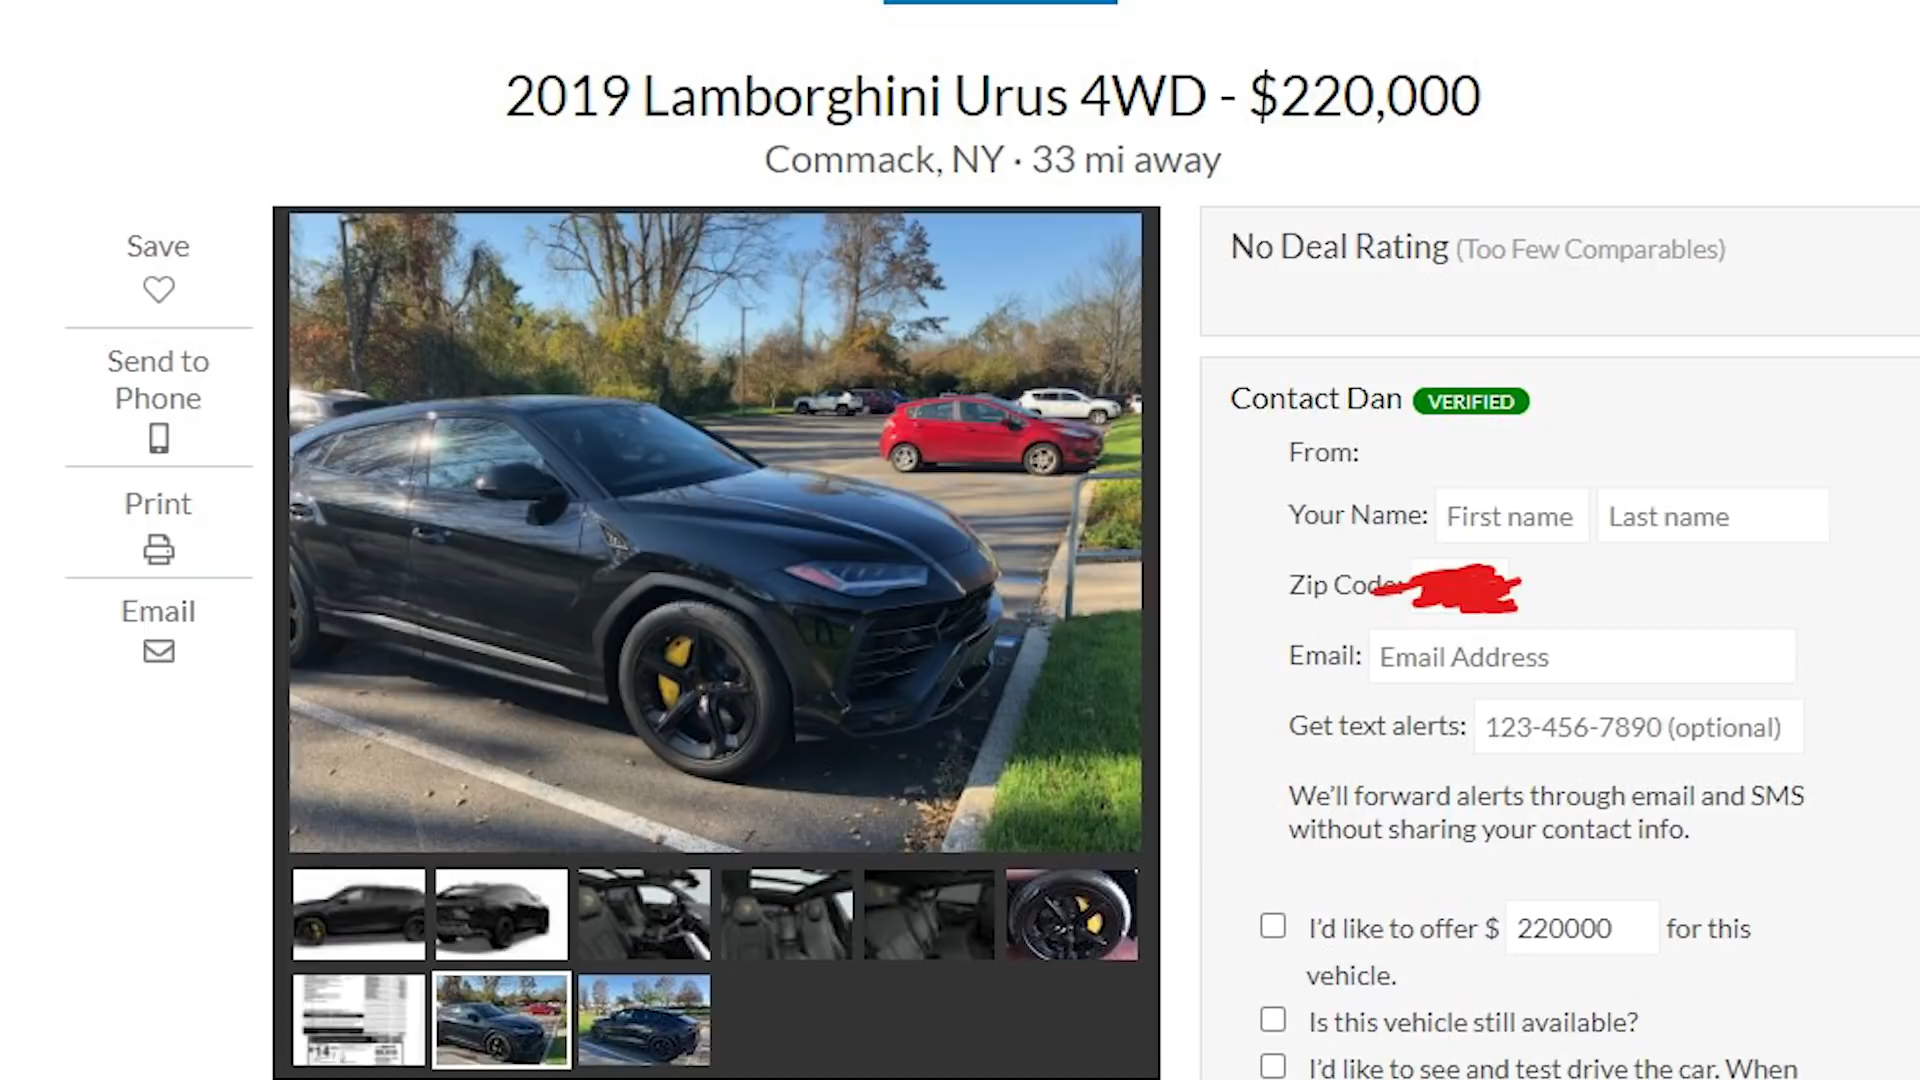 2019 Lamborghini Urus 4WD - $220,000
Commack, NY · 33 mi away
Save
Send to
Phone
Print
Email
No Deal Rating (Too Few Comparables)
Contact Dan VERIFIED
From:
Your Name: First name Last name
Zip Code:
Email: Email Address
Get text alerts: 123-456-7890 (optional)
We'll forward alerts through email and SMS
without sharing your contact info.
I'd like to offer $ 220000 for this
vehicle.
Is this vehicle still available?
I'd like to see and test drive the car. When